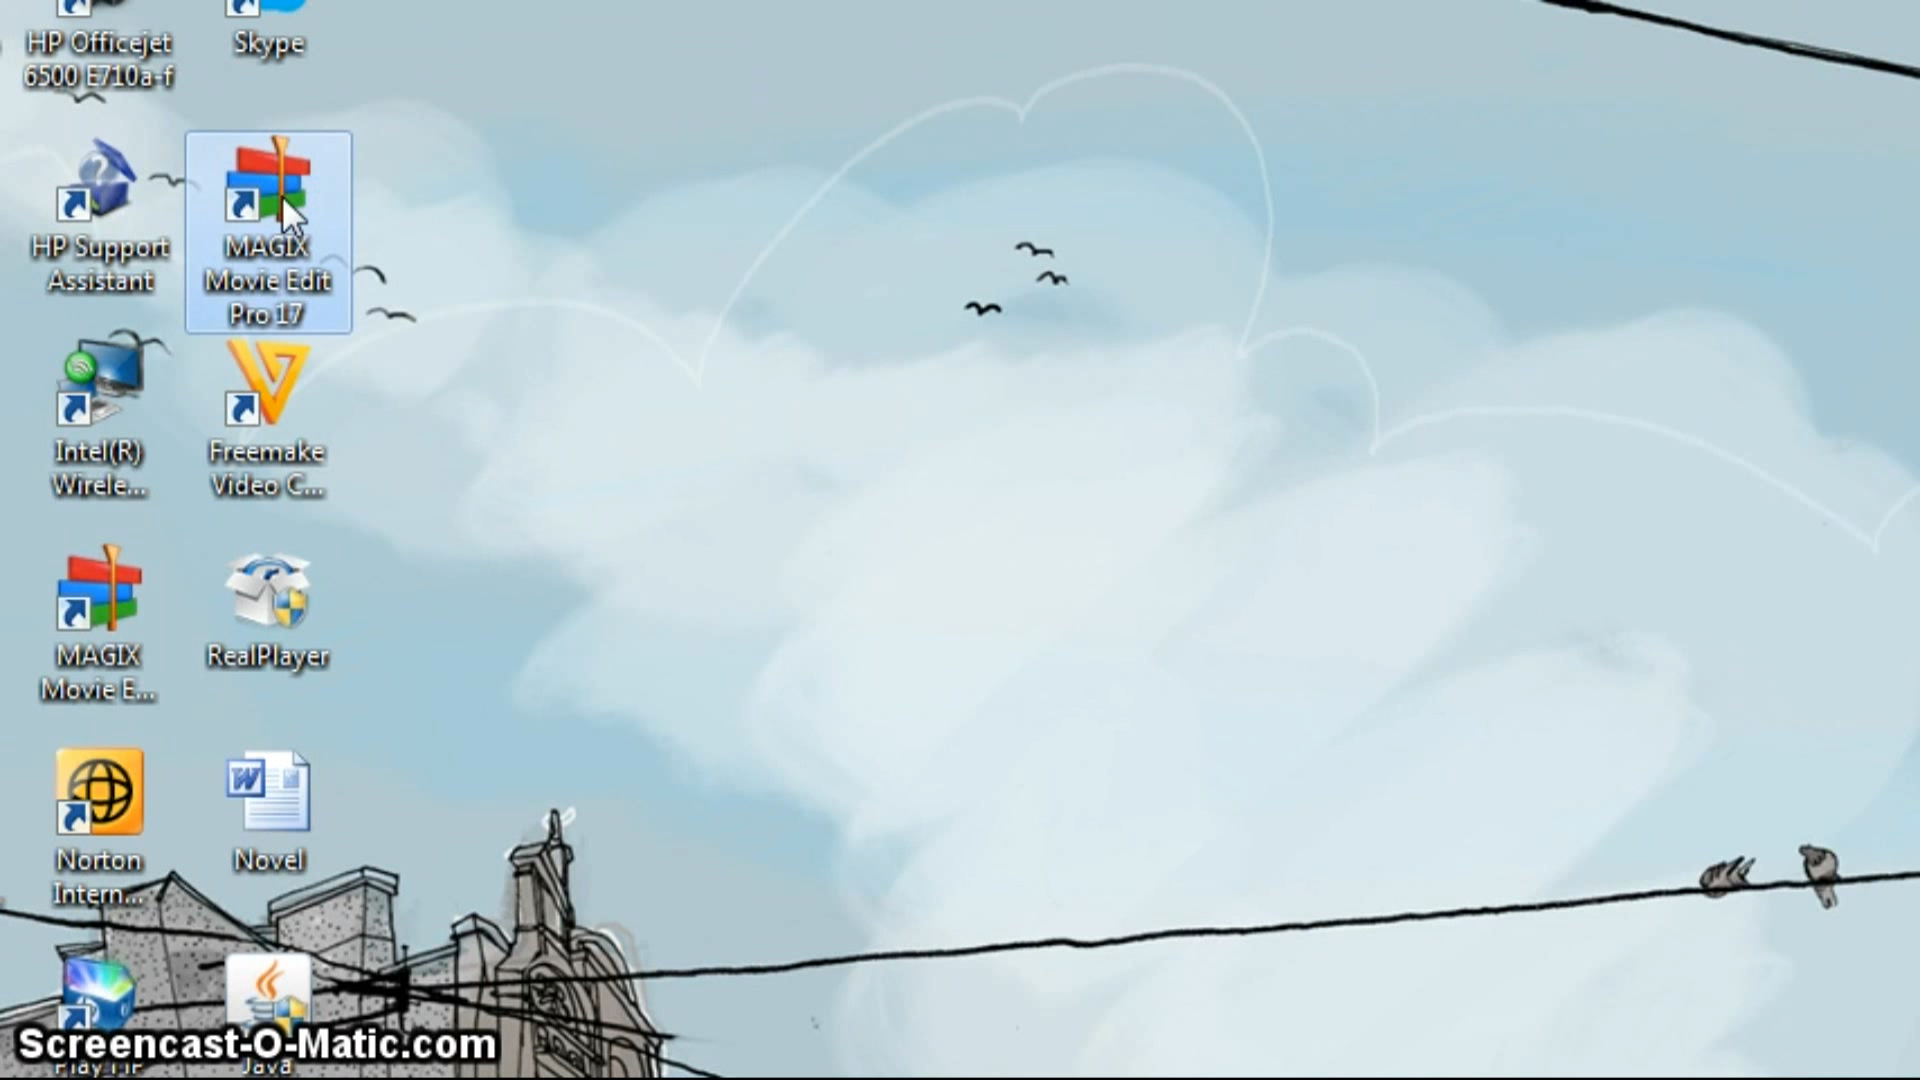 HP Officejet
6500 E710a-f
Skype
HP Support
Assistant
MAGIX
Movie Edit
Pro 17
Intel(R)
Wirele...
Freemake
Video C...
MAGIX
Movie E...
RealPlayer
Norton
Intern...
Novel
Java
Screencast-O-Matic.com